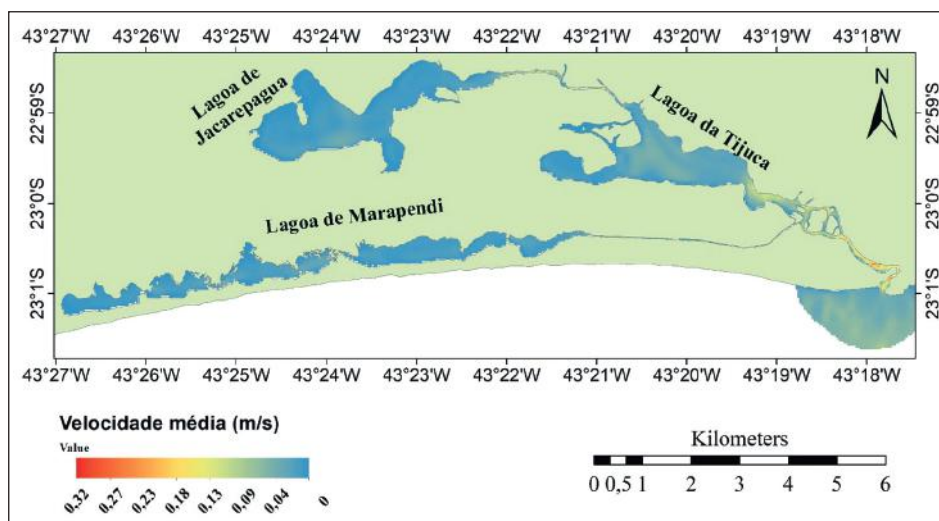 43°27'W 43°26'W 43°25'W 43°24'W 43°23'W 43°22'W 43°21'W 43°20'W 43°19'W 43°18'W
Lagoa de
Jacarepagua
Lagoa da Tijuca
N
22°59'S 22°59'S
23°0'S 23°0'S
Lagoa de Marapendi
23°1'S 23°1'S
43°27'W 43°26'W 43°25'W 43°24'W 43°23'W 43°22'W 43°21'W 43°20'W 43°19'W 43°18'W
Velocidade média (m/s)
Value
0,32 0,27 0,23 0,18 0,13 0,09 0,04 0
Kilometers
0 0,5 1 2 3 4 5 6